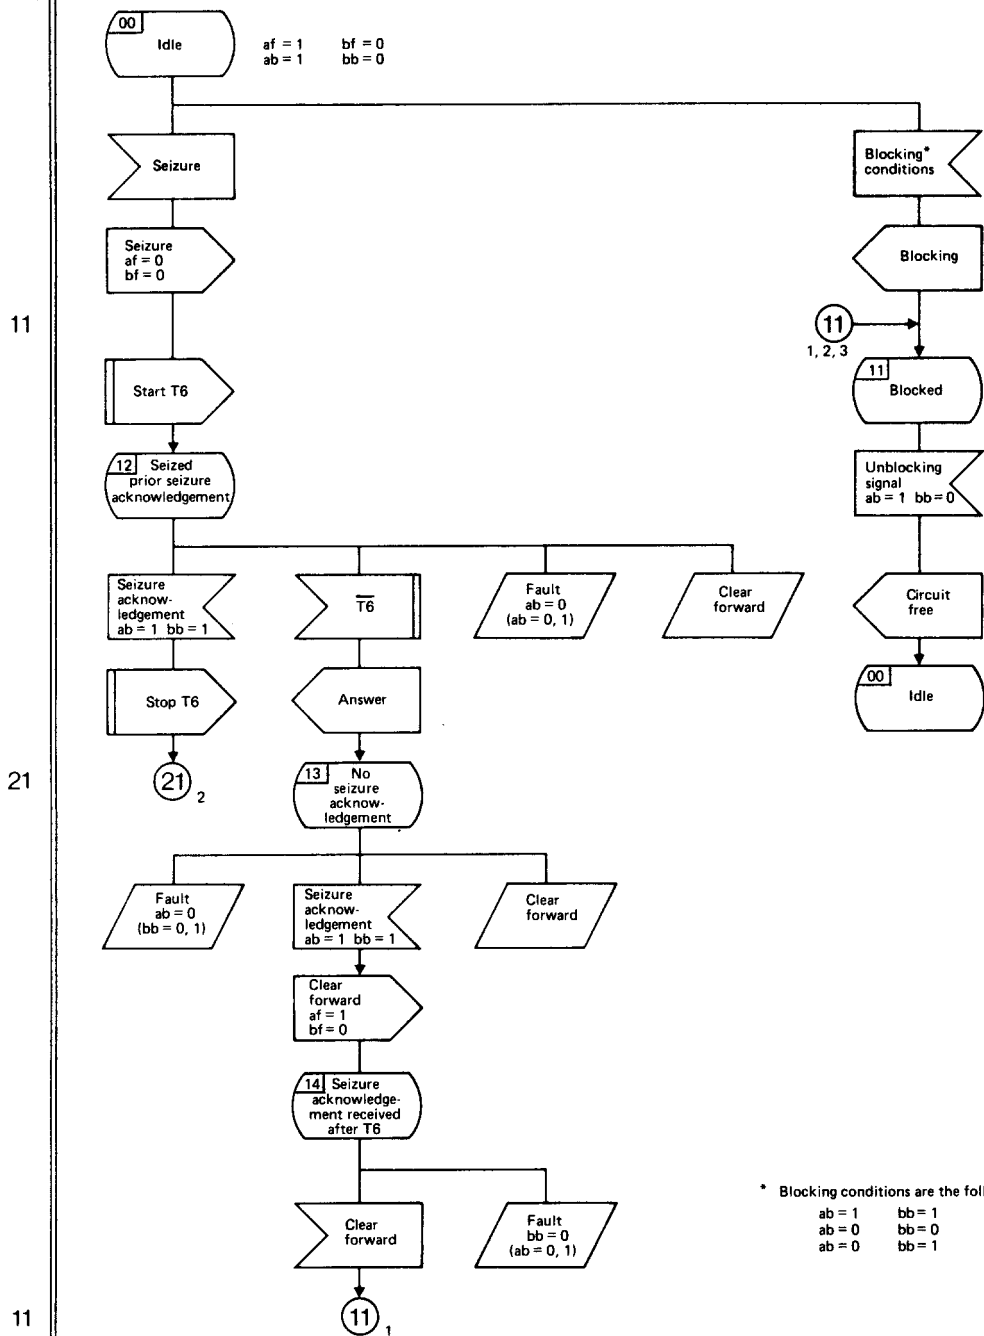 00
Idle
af = 1 bf = 0
ab = 1 bb = 0
Seizure
Blocking*
conditions
Seizure
af = 0
bf = 0
Blocking
11
11
1, 2, 3
Start T6
11
Blocked
12 Seized
prior seizure
acknowledgement
Unblocking
signal
ab = 1 bb = 0
Seizure
acknow-
ledgement
ab = 1 bb = 1
T6
Fault
ab = 0
(ab = 0, 1)
Clear
forward
Circuit
free
Stop T6
Answer
00
Idle
21
21
2
13 No
seizure
acknow-
ledgement
Fault
ab = 0
(bb = 0, 1)
Seizure
acknow-
ledgement
ab = 1 bb = 1
Clear
forward
Clear
forward
af = 1
bf = 0
14 Seizure
acknowledge-
ment received
after T6
Clear
forward
Fault
bb = 0
(ab = 0, 1)
* Blocking conditions are the fol
ab = 1 bb = 1
ab = 0 bb = 0
ab = 0 bb = 1
11
11
1